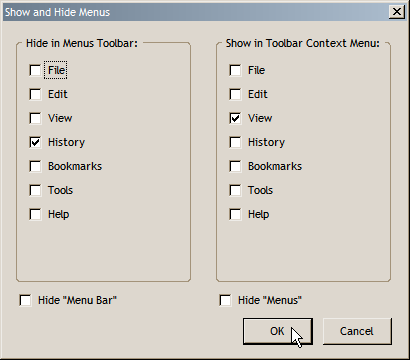 Show and Hide Menus
Hide in Menus Toolbar:
File
Edit
View
History
Bookmarks
Tools
Help
Hide "Menu Bar"
Show in Toolbar Context Menu:
File
Edit
View
History
Bookmarks
Tools
Help
Hide "Menus"
OK
Cancel